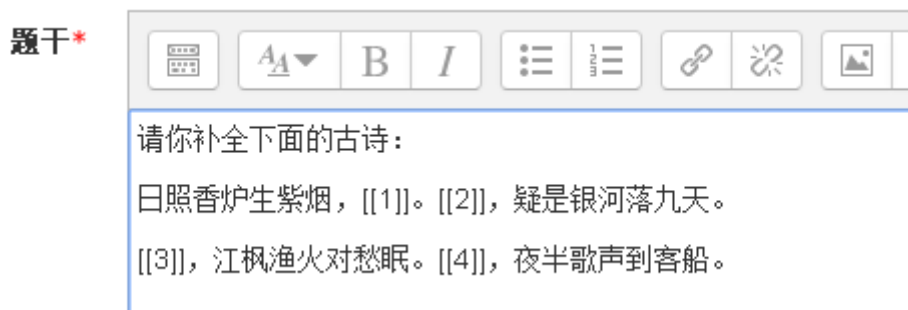 题干*
请你补全下面的古诗：
日照香炉生紫烟，[[1]]。[[2]]，疑是银河落九天。
[[3]]，江枫渔火对愁眠。[[4]]，夜半歌声到客船。